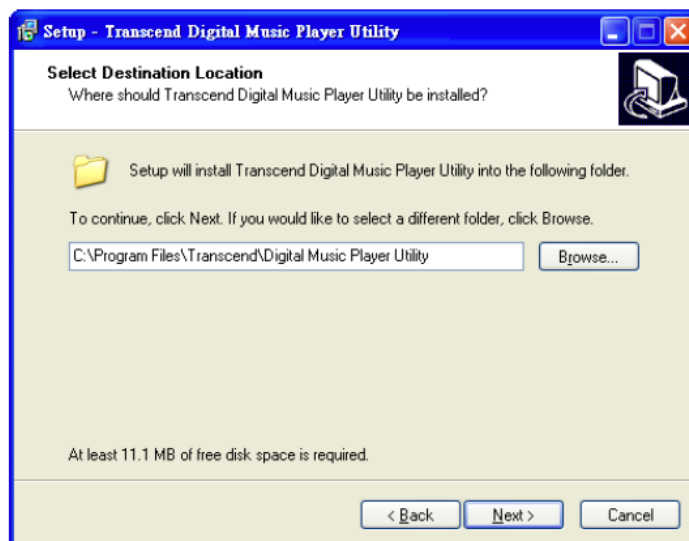 Setup - Transcend Digital Music Player Utility
Select Destination Location
Where should Transcend Digital Music Player Utility be installed?
Setup will install Transcend Digital Music Player Utility into the following folder.
To continue, click Next. If you would like to select a different folder, click Browse.
C:\Program Files\Transcend\Digital Music Player Utility
Browse...
At least 11.1 MB of free disk space is required.
< Back
Next >
Cancel